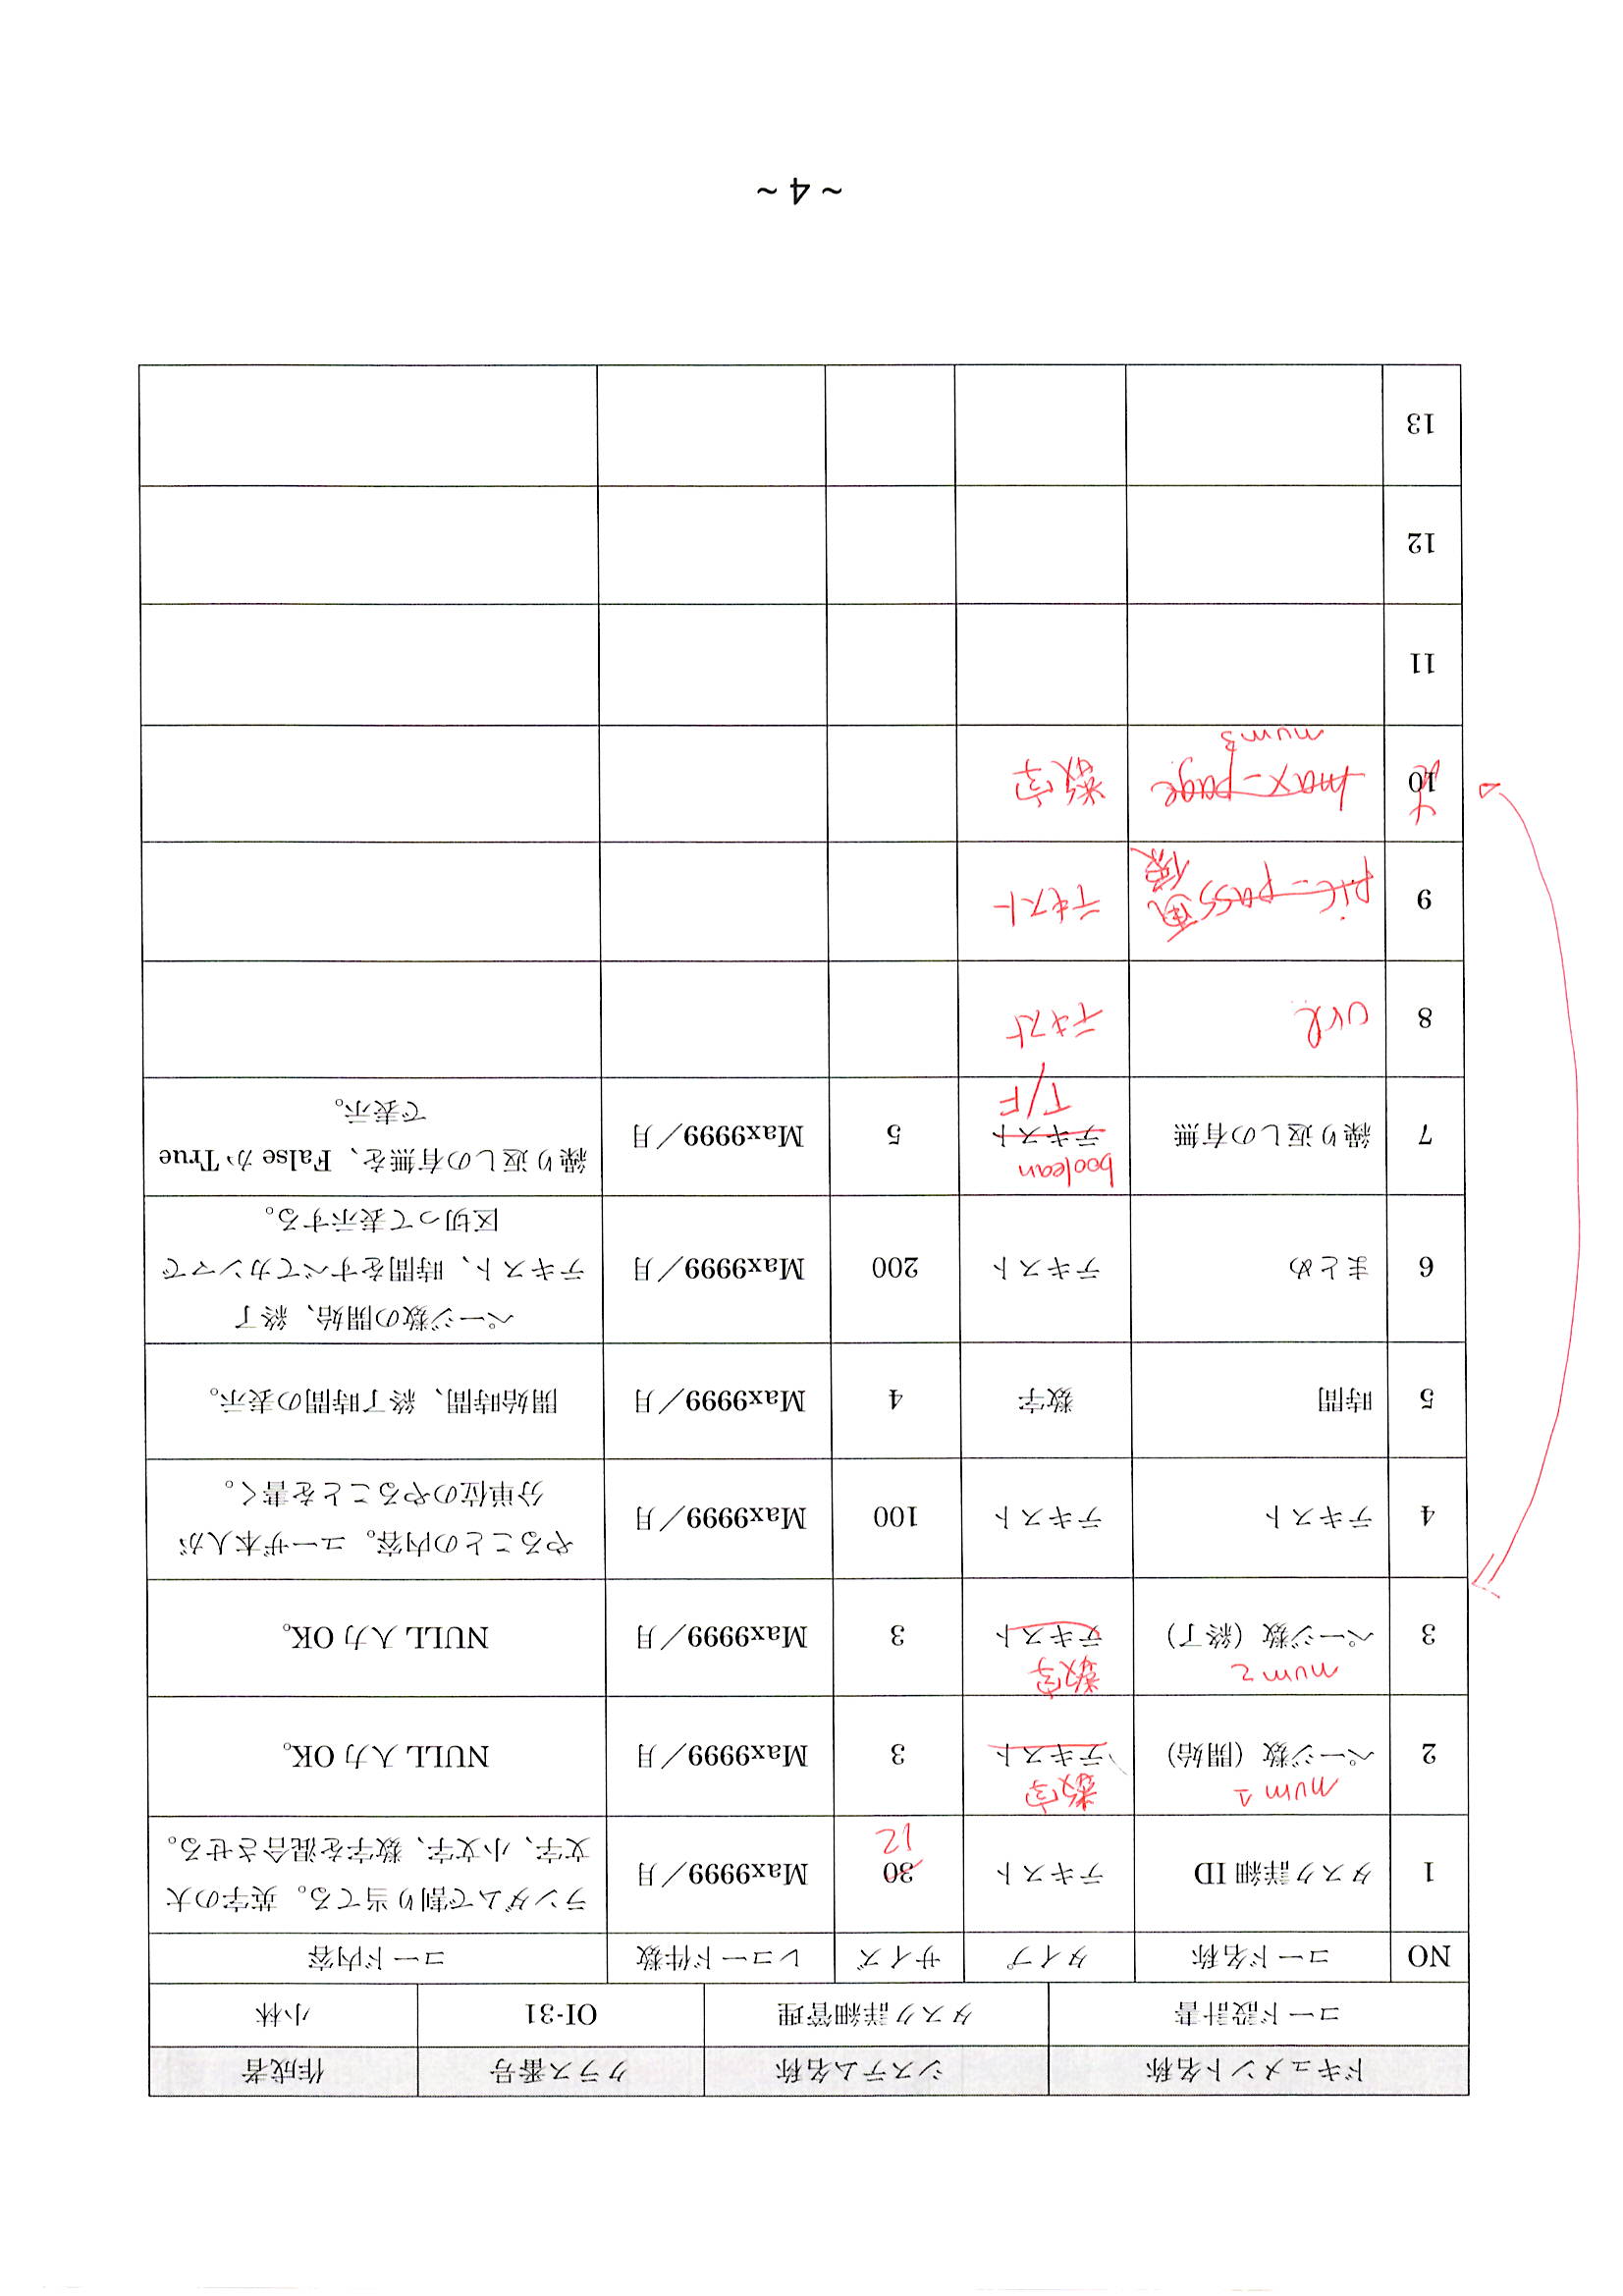 ドキュメント名称 システム名称 クラス番号 作成者
コード設計書 タスク詳細管理 OI-31 小林
NO コード名称 タイプ サイズ レコード件数 コード内容
1 タスク詳細 ID テキスト 30 Max9999／月 ランダムで割り当てる。英字の大
文字、小文字、数字を混合させる。
12
num1 数字
2 ページ数（開始） テキスト 3 Max9999／月 NULL 入力 OK。
num2 数字
3 ページ数（終了） テキスト 3 Max9999／月 NULL 入力 OK。
4 テキスト テキスト 100 Max9999／月 やることの内容。ユーザ本人が
分単位のやることを書く。
5 時間 数字 4 Max9999／月 開始時間、終了時間の表示。
6 まとめ テキスト 200 Max9999／月 ページ数の開始、終了
テキスト、時間をすべてカンマで
区切って表示する。
boolean
7 繰り返しの有無 テキスト 5 Max9999／月 繰り返しの有無を、False か True
で表示。
T/F
8 url テキスト
9 pic_pass 画像 テキスト
10 max_page 数字
num3
11
12
13
~ 4 ~